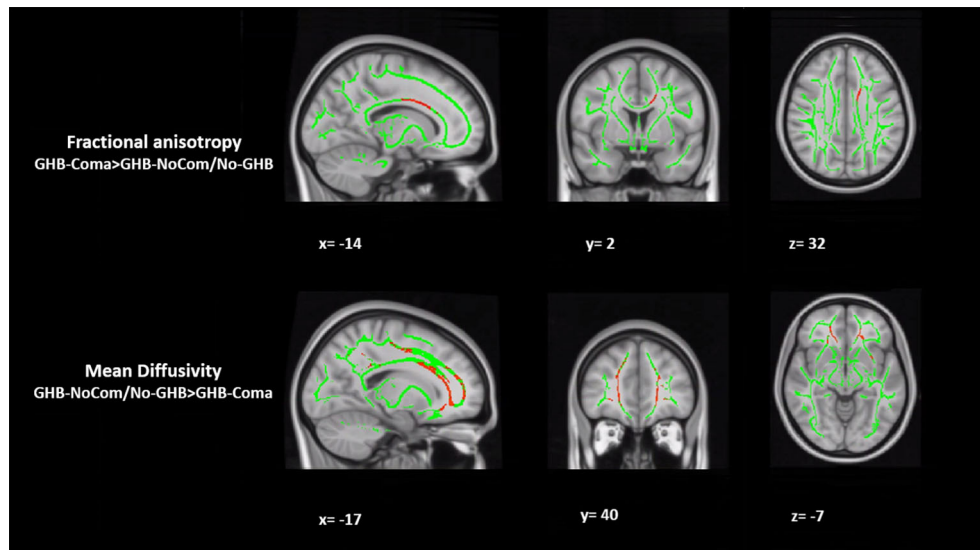 Fractional anisotropy
GHB-Coma>GHB-NoCom/No-GHB
x= -14
y= 2
z= 32
Mean Diffusivity
GHB-NoCom/No-GHB>GHB-Coma
x= -17
y= 40
z= -7